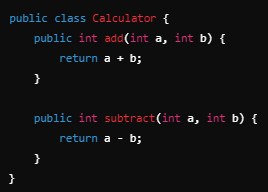 public class Calculator {
    public int add(int a, int b) {
        return a + b;
    }

    public int subtract(int a, int b) {
        return a - b;
    }
}